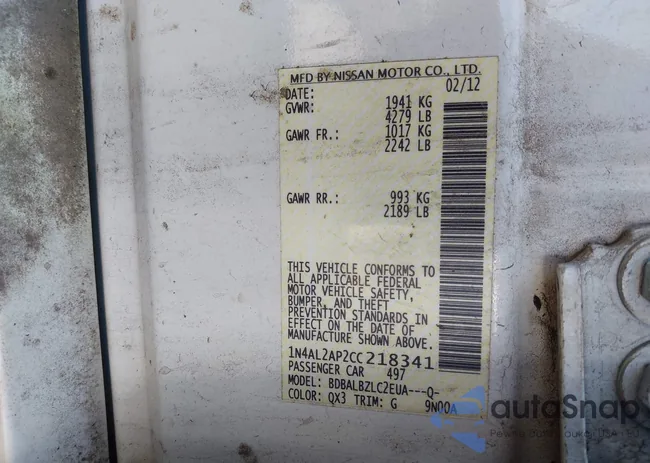 MFD BY NISSAN MOTOR CO., LTD.
DATE: 02/12
GVWR: 1941 KG
4279 LB
GAWR FR.: 1017 KG
2242 LB
GAWR RR.: 993 KG
2189 LB
THIS VEHICLE CONFORMS TO
ALL APPLICABLE FEDERAL
MOTOR VEHICLE SAFETY,
BUMPER, AND THEFT
PREVENTION STANDARDS IN
EFFECT ON THE DATE OF
MANUFACTURE SHOWN ABOVE.
1N4AL2AP2CC218341
PASSENGER CAR 497
MODEL: BDBALBZLC2EUA---Q-
COLOR: QX3 TRIM: G 9N00A
autoSnap